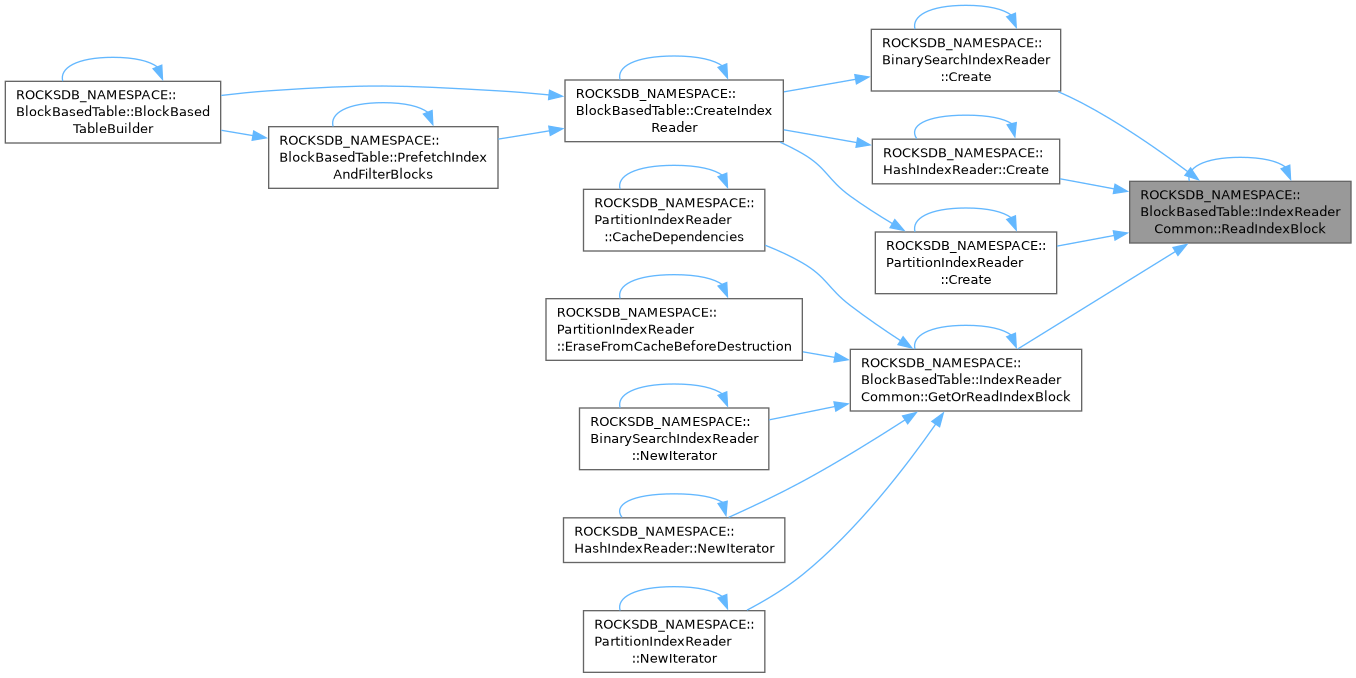 ROCKSDB_NAMESPACE::
BlockBasedTable::BlockBased
TableBuilder
ROCKSDB_NAMESPACE::
BlockBasedTable::PrefetchIndex
AndFilterBlocks
ROCKSDB_NAMESPACE::
BlockBasedTable::CreateIndex
Reader
ROCKSDB_NAMESPACE::
PartitionIndexReader
::CacheDependencies
ROCKSDB_NAMESPACE::
PartitionIndexReader
::EraseFromCacheBeforeDestruction
ROCKSDB_NAMESPACE::
BinarySearchIndexReader
::NewIterator
ROCKSDB_NAMESPACE::
HashIndexReader::NewIterator
ROCKSDB_NAMESPACE::
PartitionIndexReader
::NewIterator
ROCKSDB_NAMESPACE::
BinarySearchIndexReader
::Create
ROCKSDB_NAMESPACE::
HashIndexReader::Create
ROCKSDB_NAMESPACE::
PartitionIndexReader
::Create
ROCKSDB_NAMESPACE::
BlockBasedTable::IndexReader
Common::GetOrReadIndexBlock
ROCKSDB_NAMESPACE::
BlockBasedTable::IndexReader
Common::ReadIndexBlock